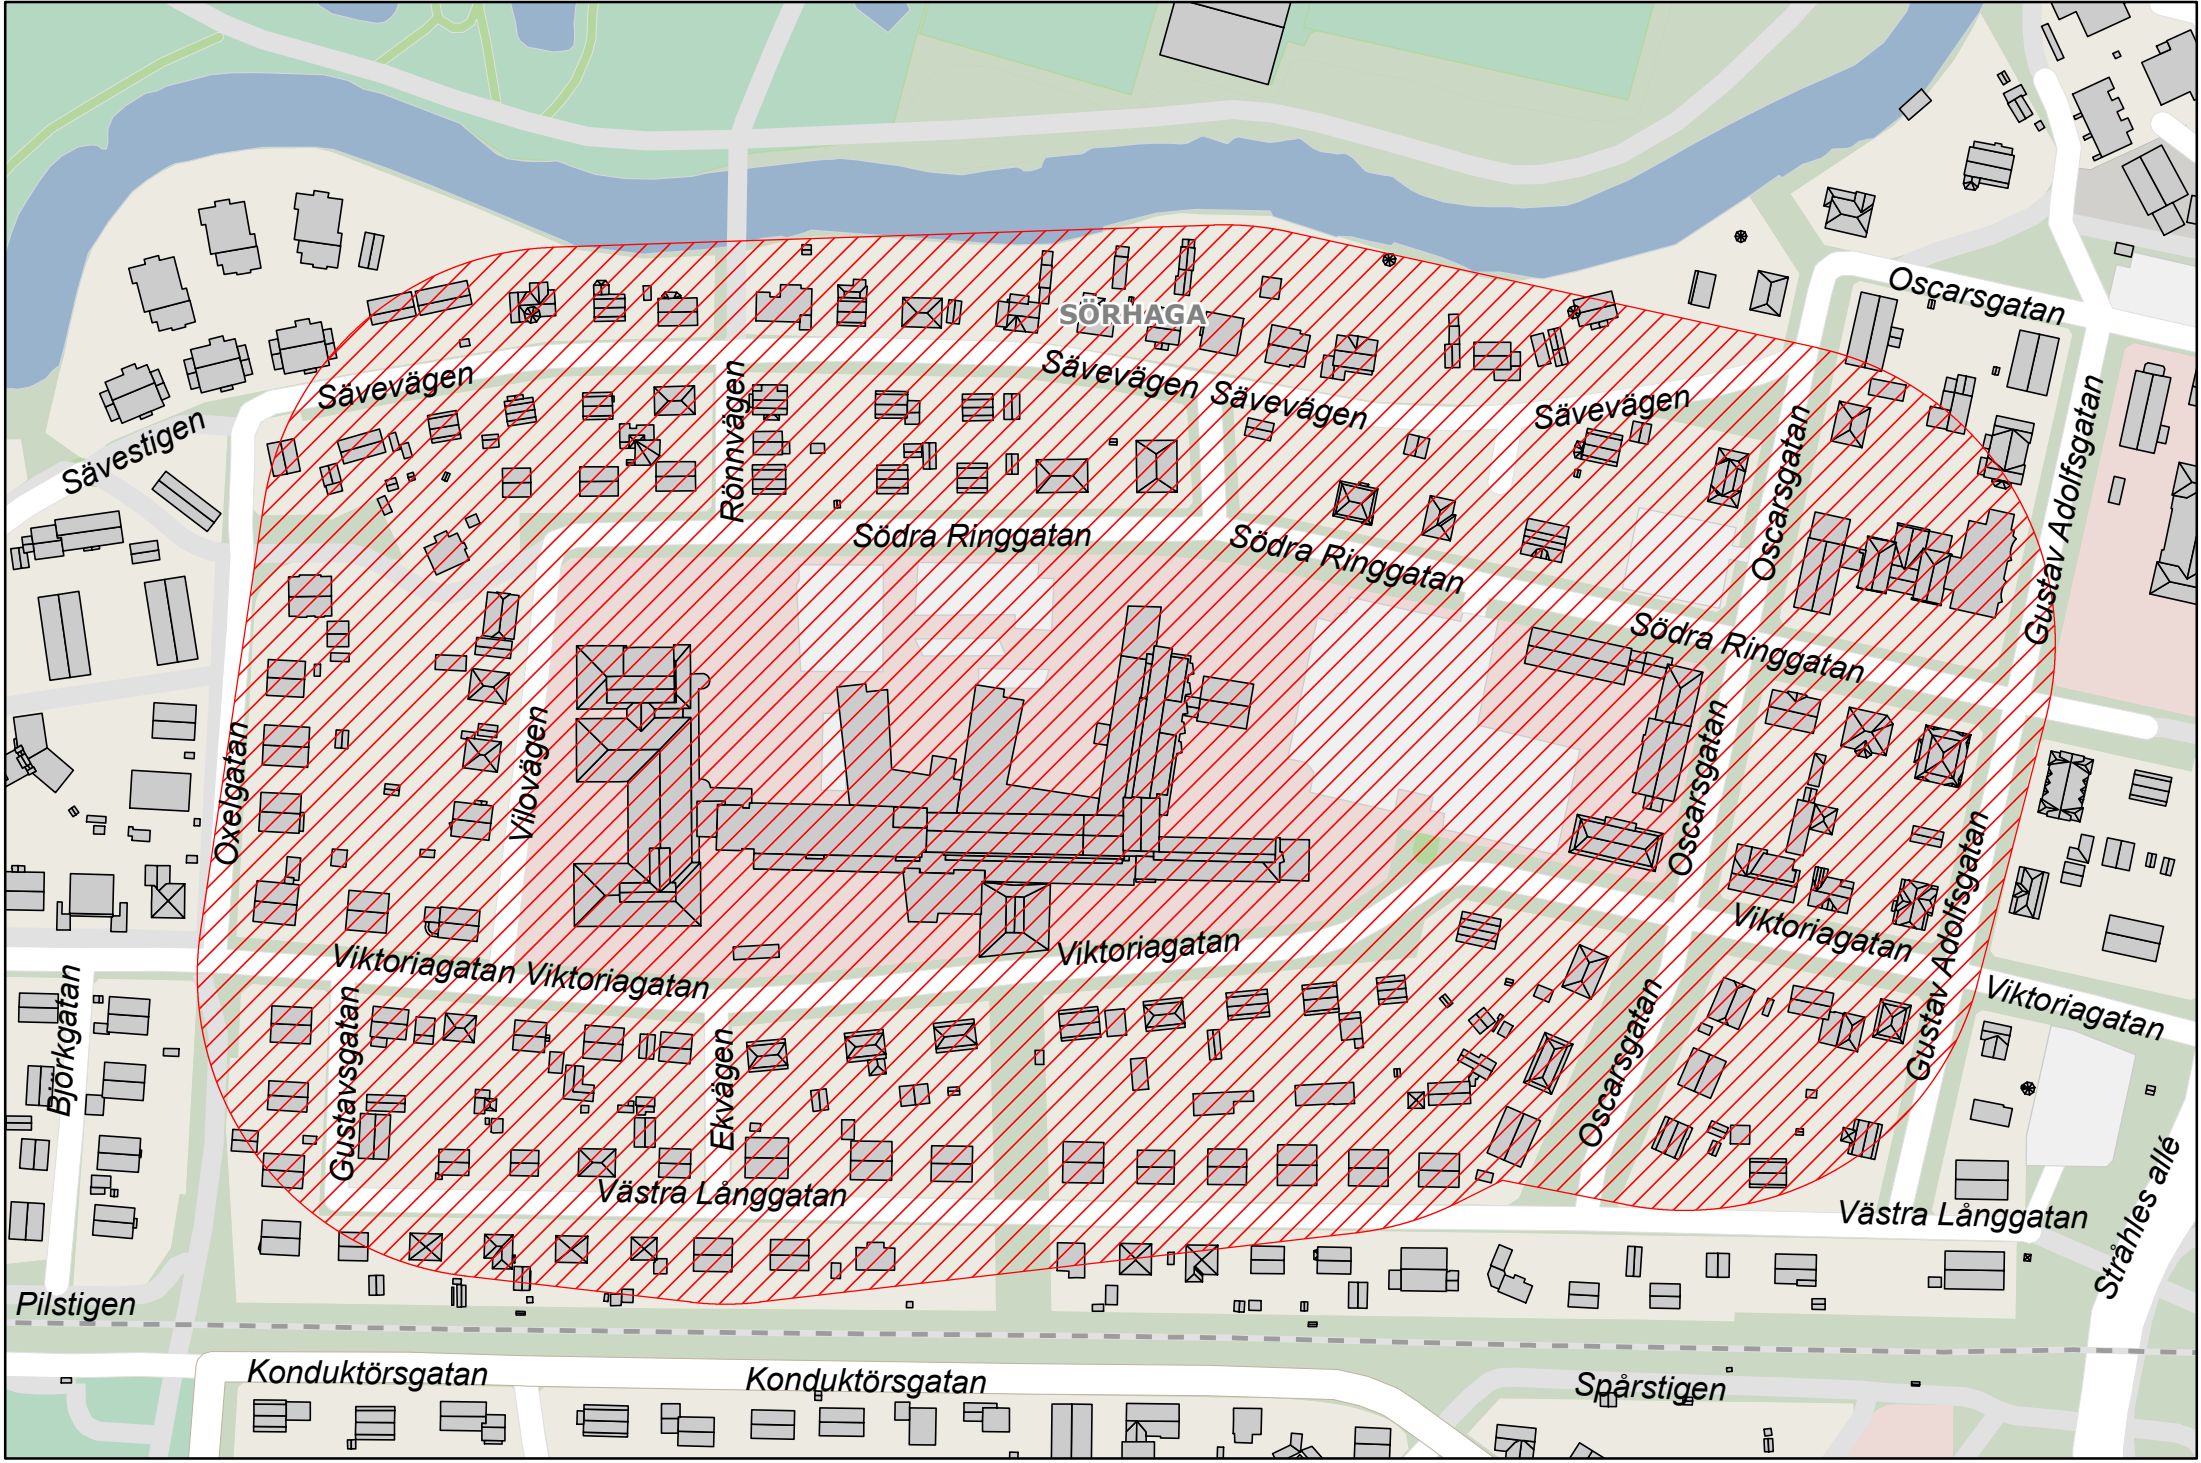 Oscarsgatan
SÖRHAGA
Sävevägen
Sävevägen
Sävevägen
Sävevägen
Rönnvägen
Sävestigen
Oscarsgatan
Gustav Adolfsgatan
Södra Ringgatan
Södra Ringgatan
Södra Ringgatan
Oxelgatan
Vilovägen
Oscarsgatan
Viktoriagatan
Viktoriagatan
Viktoriagatan
Viktoriagatan
Gustav Adolfsgatan
Viktoriagatan
Björkgatan
Gustavsgatan
Ekvägen
Oscarsgatan
Västra Långgatan
Västra Långgatan
Stråhles allé
Pilstigen
Konduktörsgatan
Konduktörsgatan
Spårstigen